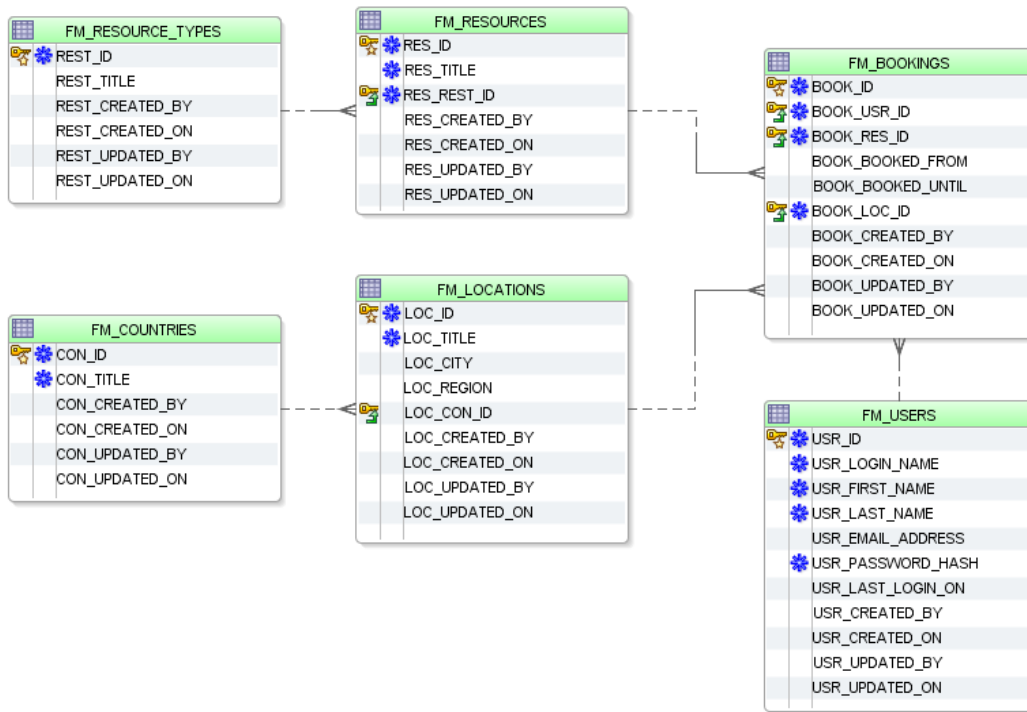 FM_RESOURCE_TYPES
REST_ID
REST_TITLE
REST_CREATED_BY
REST_CREATED_ON
REST_UPDATED_BY
REST_UPDATED_ON
FM_RESOURCES
RES_ID
RES_TITLE
RES_REST_ID
RES_CREATED_BY
RES_CREATED_ON
RES_UPDATED_BY
RES_UPDATED_ON
FM_BOOKINGS
BOOK_ID
BOOK_USR_ID
BOOK_RES_ID
BOOK_BOOKED_FROM
BOOK_BOOKED_UNTIL
BOOK_LOC_ID
BOOK_CREATED_BY
BOOK_CREATED_ON
BOOK_UPDATED_BY
BOOK_UPDATED_ON
FM_COUNTRIES
CON_ID
CON_TITLE
CON_CREATED_BY
CON_CREATED_ON
CON_UPDATED_BY
CON_UPDATED_ON
FM_LOCATIONS
LOC_ID
LOC_TITLE
LOC_CITY
LOC_REGION
LOC_CON_ID
LOC_CREATED_BY
LOC_CREATED_ON
LOC_UPDATED_BY
LOC_UPDATED_ON
FM_USERS
USR_ID
USR_LOGIN_NAME
USR_FIRST_NAME
USR_LAST_NAME
USR_EMAIL_ADDRESS
USR_PASSWORD_HASH
USR_LAST_LOGIN_ON
USR_CREATED_BY
USR_CREATED_ON
USR_UPDATED_BY
USR_UPDATED_ON